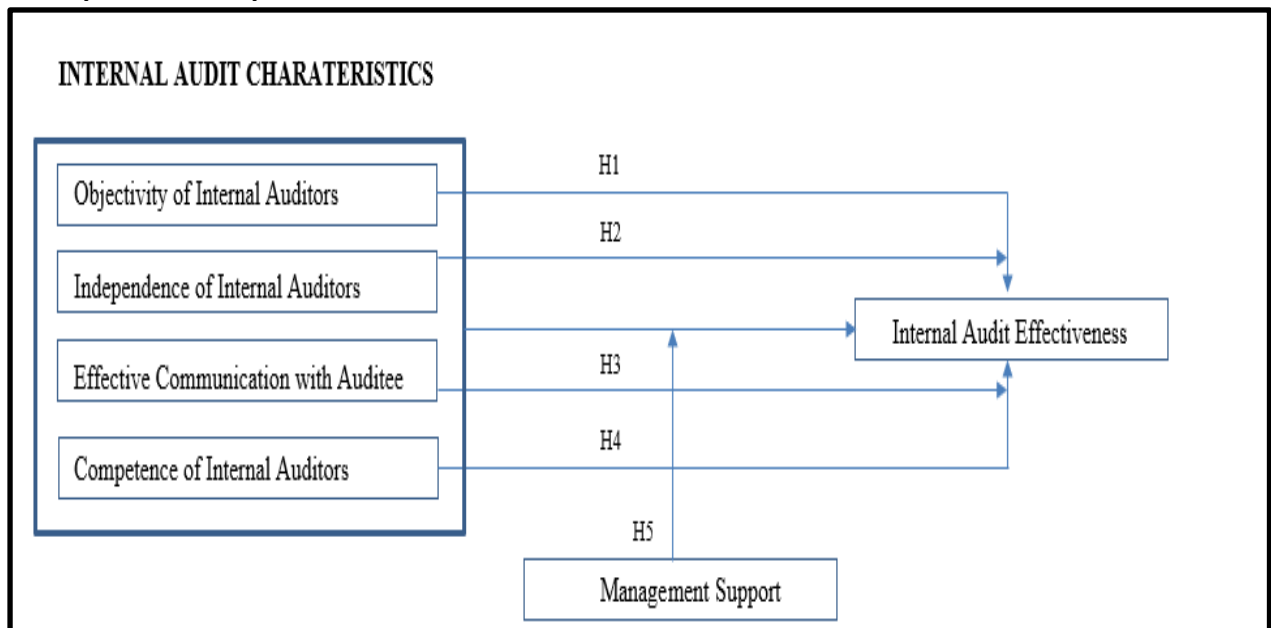 INTERNAL AUDIT CHARATERISTICS
Objectivity of Internal Auditors
H1
H2
Independence of Internal Auditors
Internal Audit Effectiveness
Effective Communication with Auditee
H3
H4
Competence of Internal Auditors
H5
Management Support